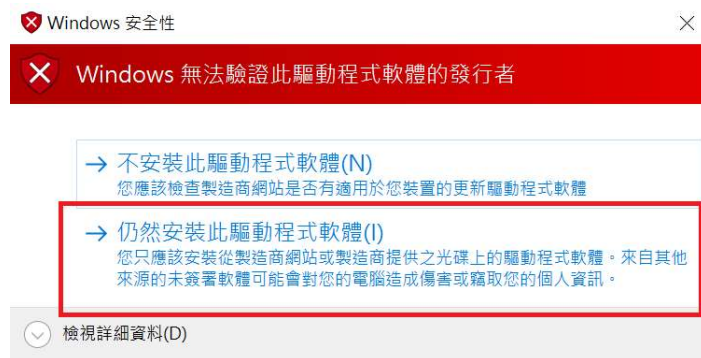 Windows 安全性
Windows 無法驗證此驅動程式軟體的發行者
不安裝此驅動程式軟體(N)
您應該檢查製造商網站是否有適用於您裝置的更新驅動程式軟體
仍然安裝此驅動程式軟體(I)
您只應該安裝從製造商網站或製造商提供之光碟上的驅動程式軟體。來自其他
來源的未簽署軟體可能會對您的電腦造成傷害或竊取您的個人資訊。
檢視詳細資料(D)